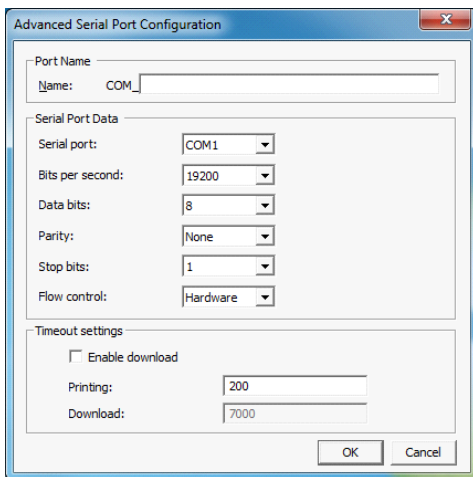 Advanced Serial Port Configuration
Port Name
Name: COM_
Serial Port Data
Serial port: COM1
Bits per second: 19200
Data bits: 8
Parity: None
Stop bits: 1
Flow control: Hardware
Timeout settings
Enable download
Printing: 200
Download: 7000
OK Cancel